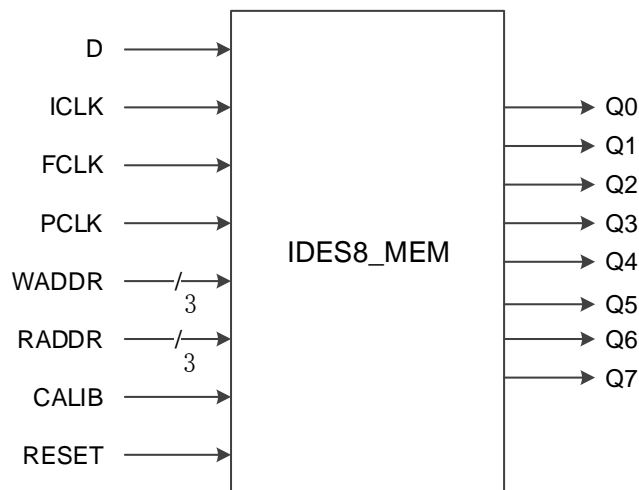 D
ICLK
FCLK
PCLK
WADDR
3
RADDR
3
CALIB
RESET
IDES8_MEM
Q0
Q1
Q2
Q3
Q4
Q5
Q6
Q7